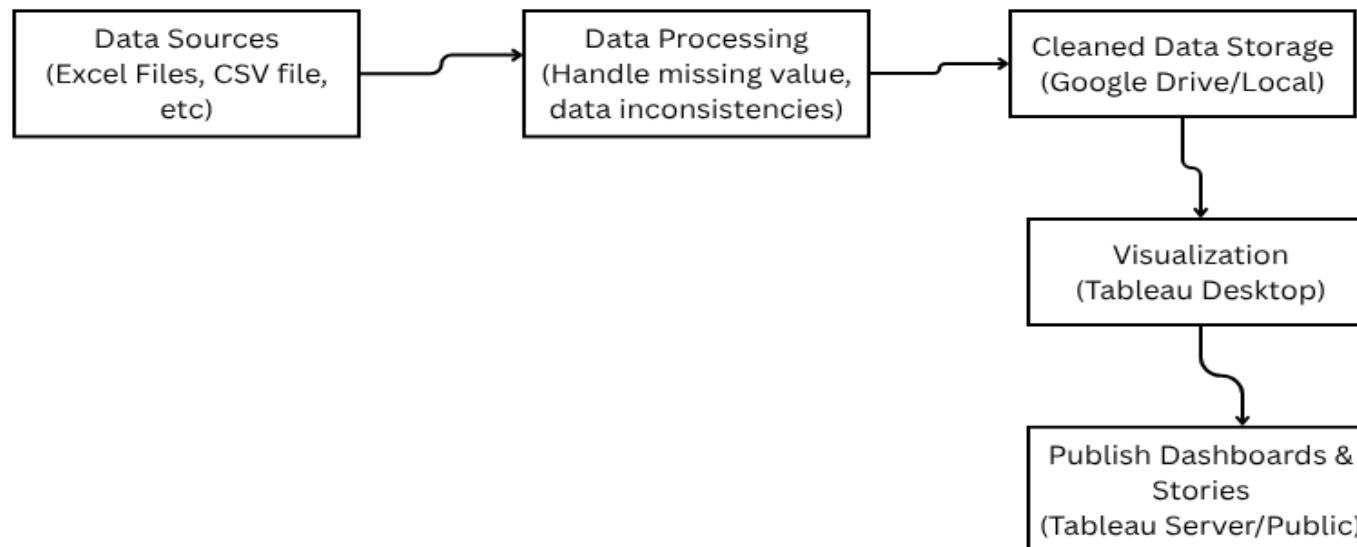 Data Sources
(Excel Files, CSV file,
etc)
Data Processing
(Handle missing value,
data inconsistencies)
Cleaned Data Storage
(Google Drive/Local)
Visualization
(Tableau Desktop)
Publish Dashboards &
Stories
(Tableau Server/Public)